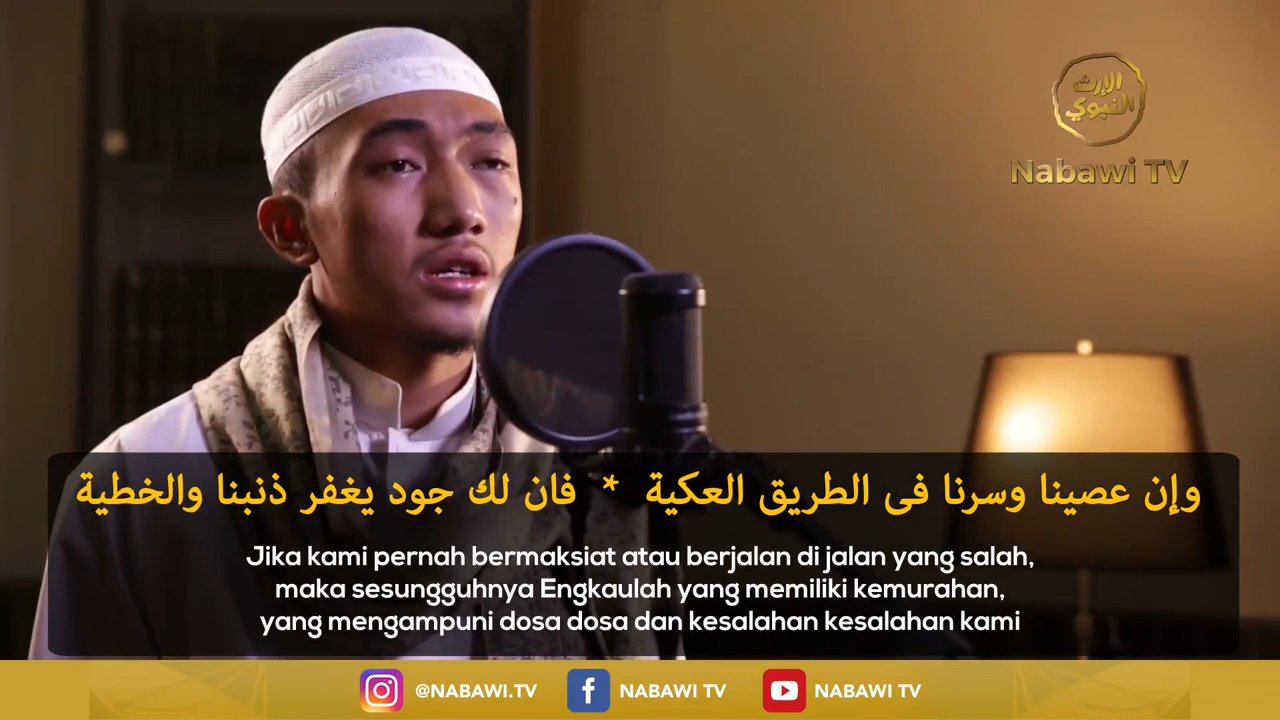 الإرث
النبوي
Nabawi TV
وإن عصينا وسرنا فى الطريق العكية * فان لك جود يغفر ذنبنا والخطية
Jika kami pernah bermaksiat atau berjalan di jalan yang salah,
maka sesungguhnya Engkaulah yang memiliki kemurahan,
yang mengampuni dosa dosa dan kesalahan kesalahan kami
@NABAWI.TV NABAWI TV NABAWI TV